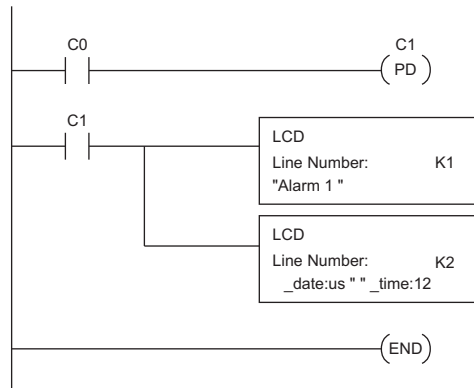 C0 C1
PD
C1
LCD
Line Number: K1
"Alarm 1 "
LCD
Line Number: K2
_date:us " " _time:12
END